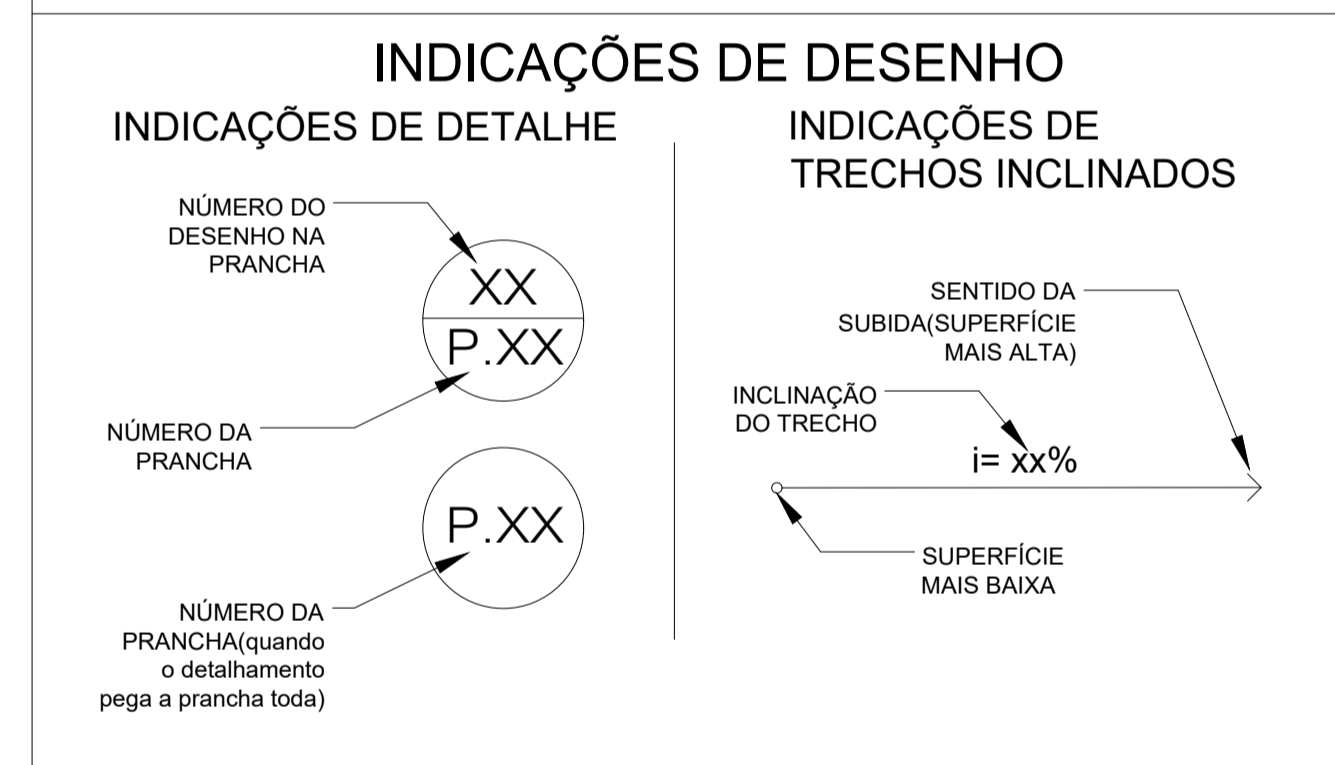 INDICAÇÕES DE DESENHO
INDICAÇÕES DE DETALHE
NÚMERO DO
DESENHO NA
PRANCHA
XX
P.XX
NÚMERO DA
PRANCHA
P.XX
NÚMERO DA
PRANCHA(quando
o detalhamento
pega a prancha toda)
INDICAÇÕES DE
TRECHOS INCLINADOS
SENTIDO DA
SUBIDA(SUPERFÍCIE
MAIS ALTA)
INCLINAÇÃO
DO TRECHO
i= xx%
SUPERFÍCIE
MAIS BAIXA